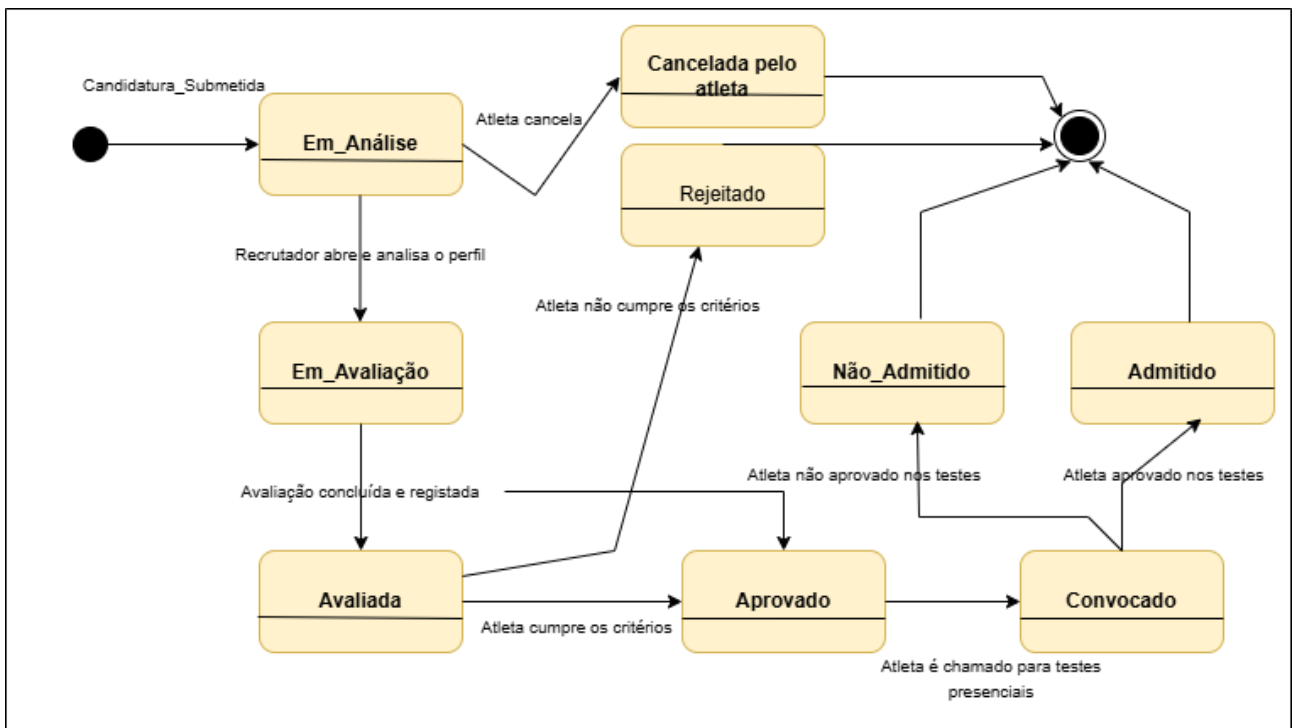 Candidatura_Submetida
Em_Análise
Atleta cancela
Cancelada pelo
atleta
Rejeitado
Recrutador abre e analisa o perfil
Atleta não cumpre os critérios
Em_Avaliação
Não_Admitido
Admitido
Avaliação concluída e registada
Atleta não aprovado nos testes
Atleta aprovado nos testes
Avaliada
Atleta cumpre os critérios
Aprovado
Convocado
Atleta é chamado para testes
presenciais